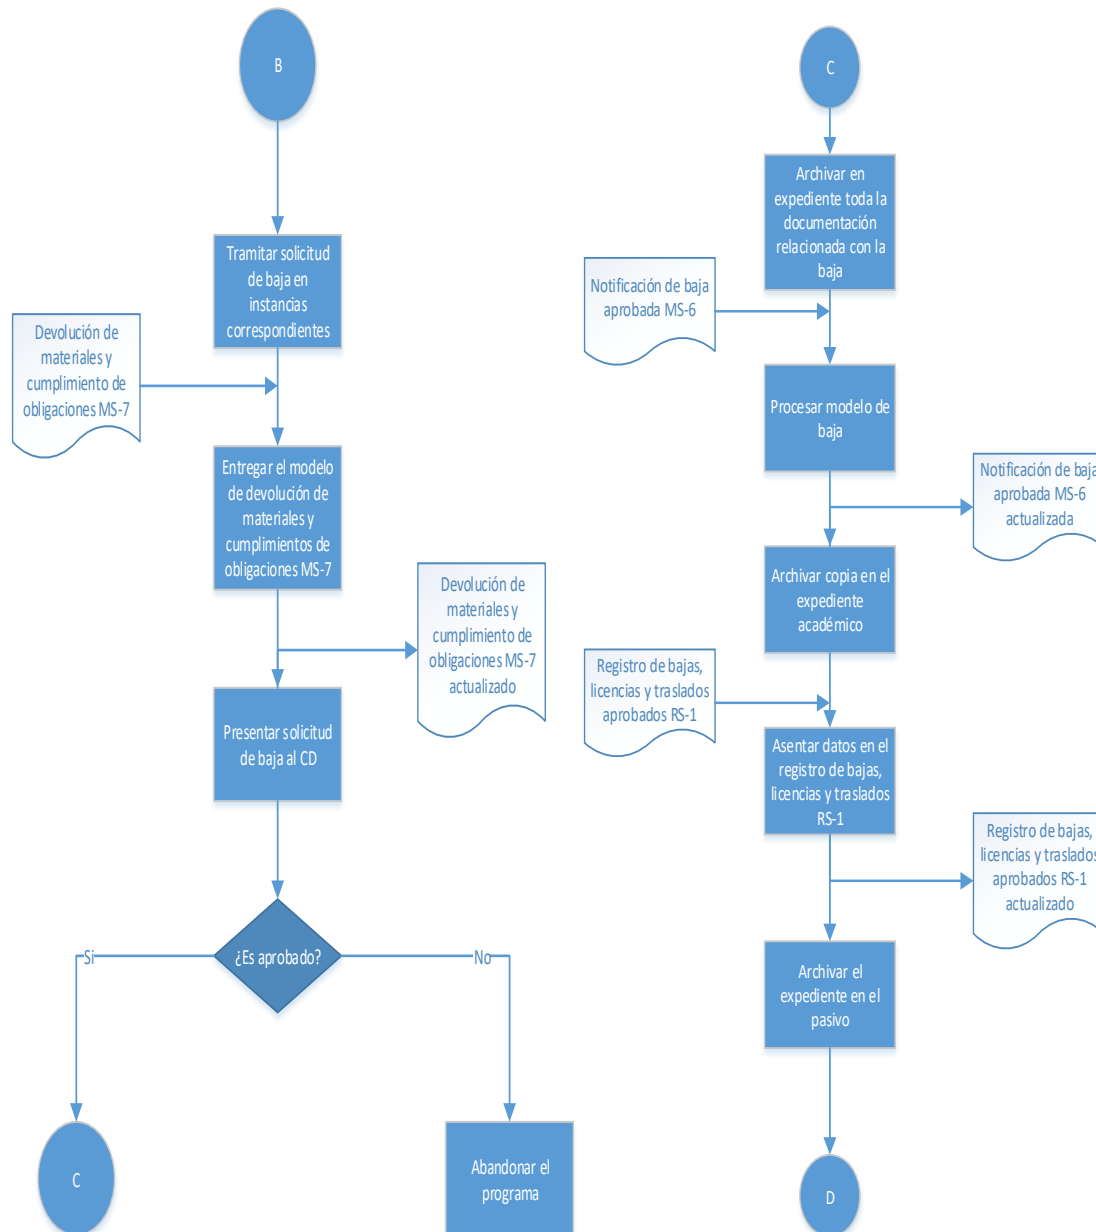 B
Tramitar solicitud
de baja en
instancias
correspondientes
Devolución de
materiales y
cumplimiento de
obligaciones MS-7
Entregar el modelo
de devolución de
materiales y
cumplimientos de
obligaciones MS-7
Devolución de
materiales y
cumplimiento de
obligaciones MS-7
actualizado
Presentar solicitud
de baja al CD
¿Es aprobado?
Si
No
C
Abandonar el
programa
C
Archivar en
expediente toda la
documentación
relacionada con la
baja
Notificación de baja
aprobada MS-6
Procesar modelo de
baja
Notificación de baja
aprobada MS-6
actualizada
Archivar copia en el
expediente
académico
Registro de bajas,
licencias y traslados
aprobados RS-1
Asentar datos en el
registro de bajas,
licencias y traslados
RS-1
Registro de bajas,
licencias y traslados
aprobados RS-1
actualizado
Archivar el
expediente en el
pasivo
D